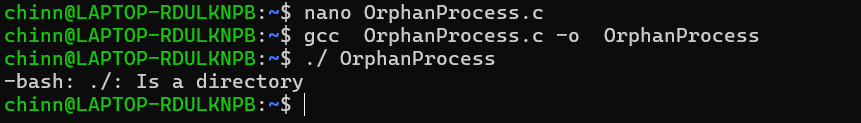 chinn@LAPTOP-RDULKNPB:~$ nano OrphanProcess.c
chinn@LAPTOP-RDULKNPB:~$ gcc  OrphanProcess.c -o  OrphanProcess
chinn@LAPTOP-RDULKNPB:~$ ./ OrphanProcess
-bash: ./: Is a directory
chinn@LAPTOP-RDULKNPB:~$